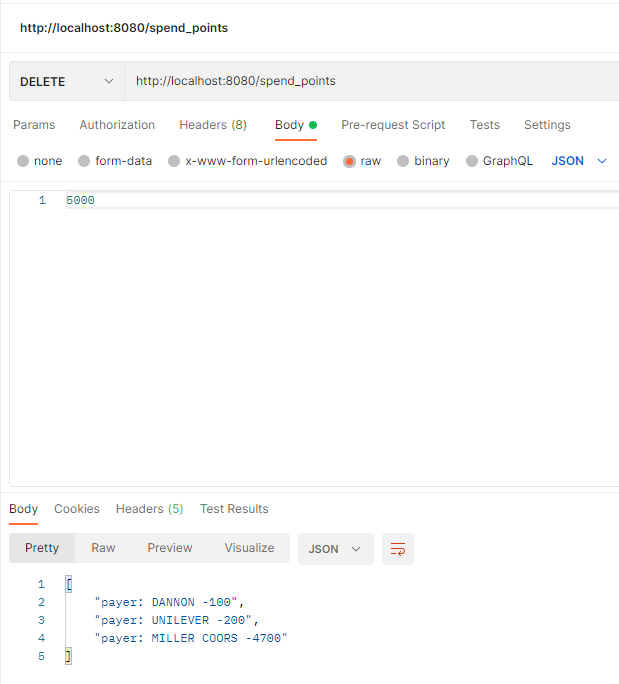 http://localhost:8080/spend_points
DELETE http://localhost:8080/spend_points
Params Authorization Headers (8) Body Pre-request Script Tests Settings
none form-data x-www-form-urlencoded raw binary GraphQL JSON
1 5000
Body Cookies Headers (5) Test Results
Pretty Raw Preview Visualize JSON
1 [
2 "payer: DANNON -100",
3 "payer: UNILEVER -200",
4 "payer: MILLER COORS -4700"
5 ]